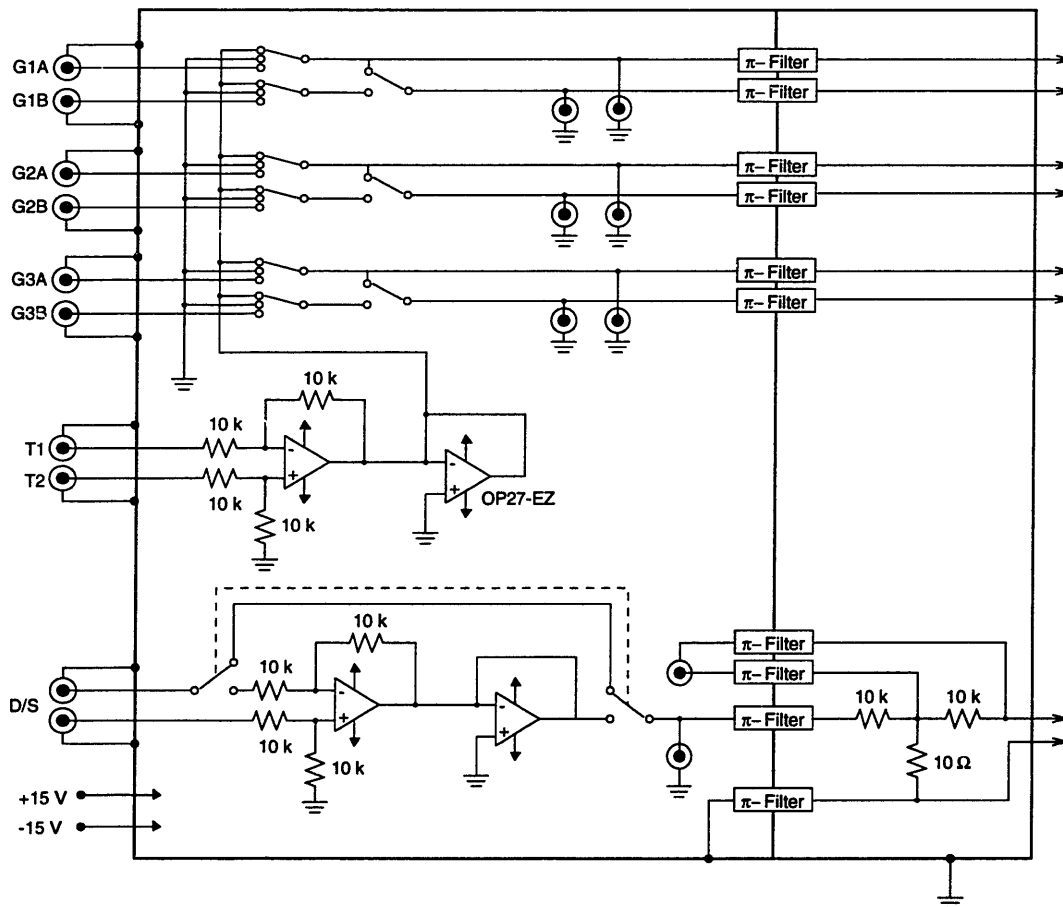 G1A
π– Filter
G1B
π– Filter
G2A
π– Filter
G2B
π– Filter
G3A
π– Filter
G3B
π– Filter
10 k
T1
10 k
-
T2
+
-
10 k
+
OP27-EZ
10 k
10 k
π– Filter
10 k
π– Filter
D/S
-
+
-
+
π– Filter
10 k
10 k
10 k
10 k
10 Ω
+15 V
π– Filter
-15 V